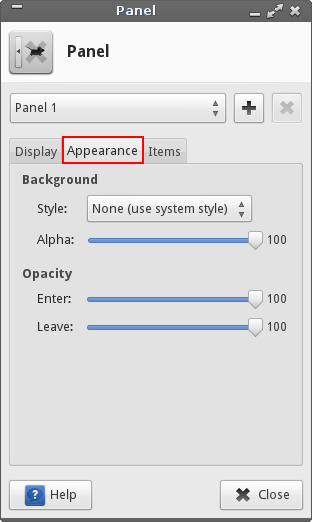 Panel
Panel
Panel 1
Display Appearance Items
Background
Style: None (use system style)
Alpha: 100
Opacity
Enter: 100
Leave: 100
? Help Close